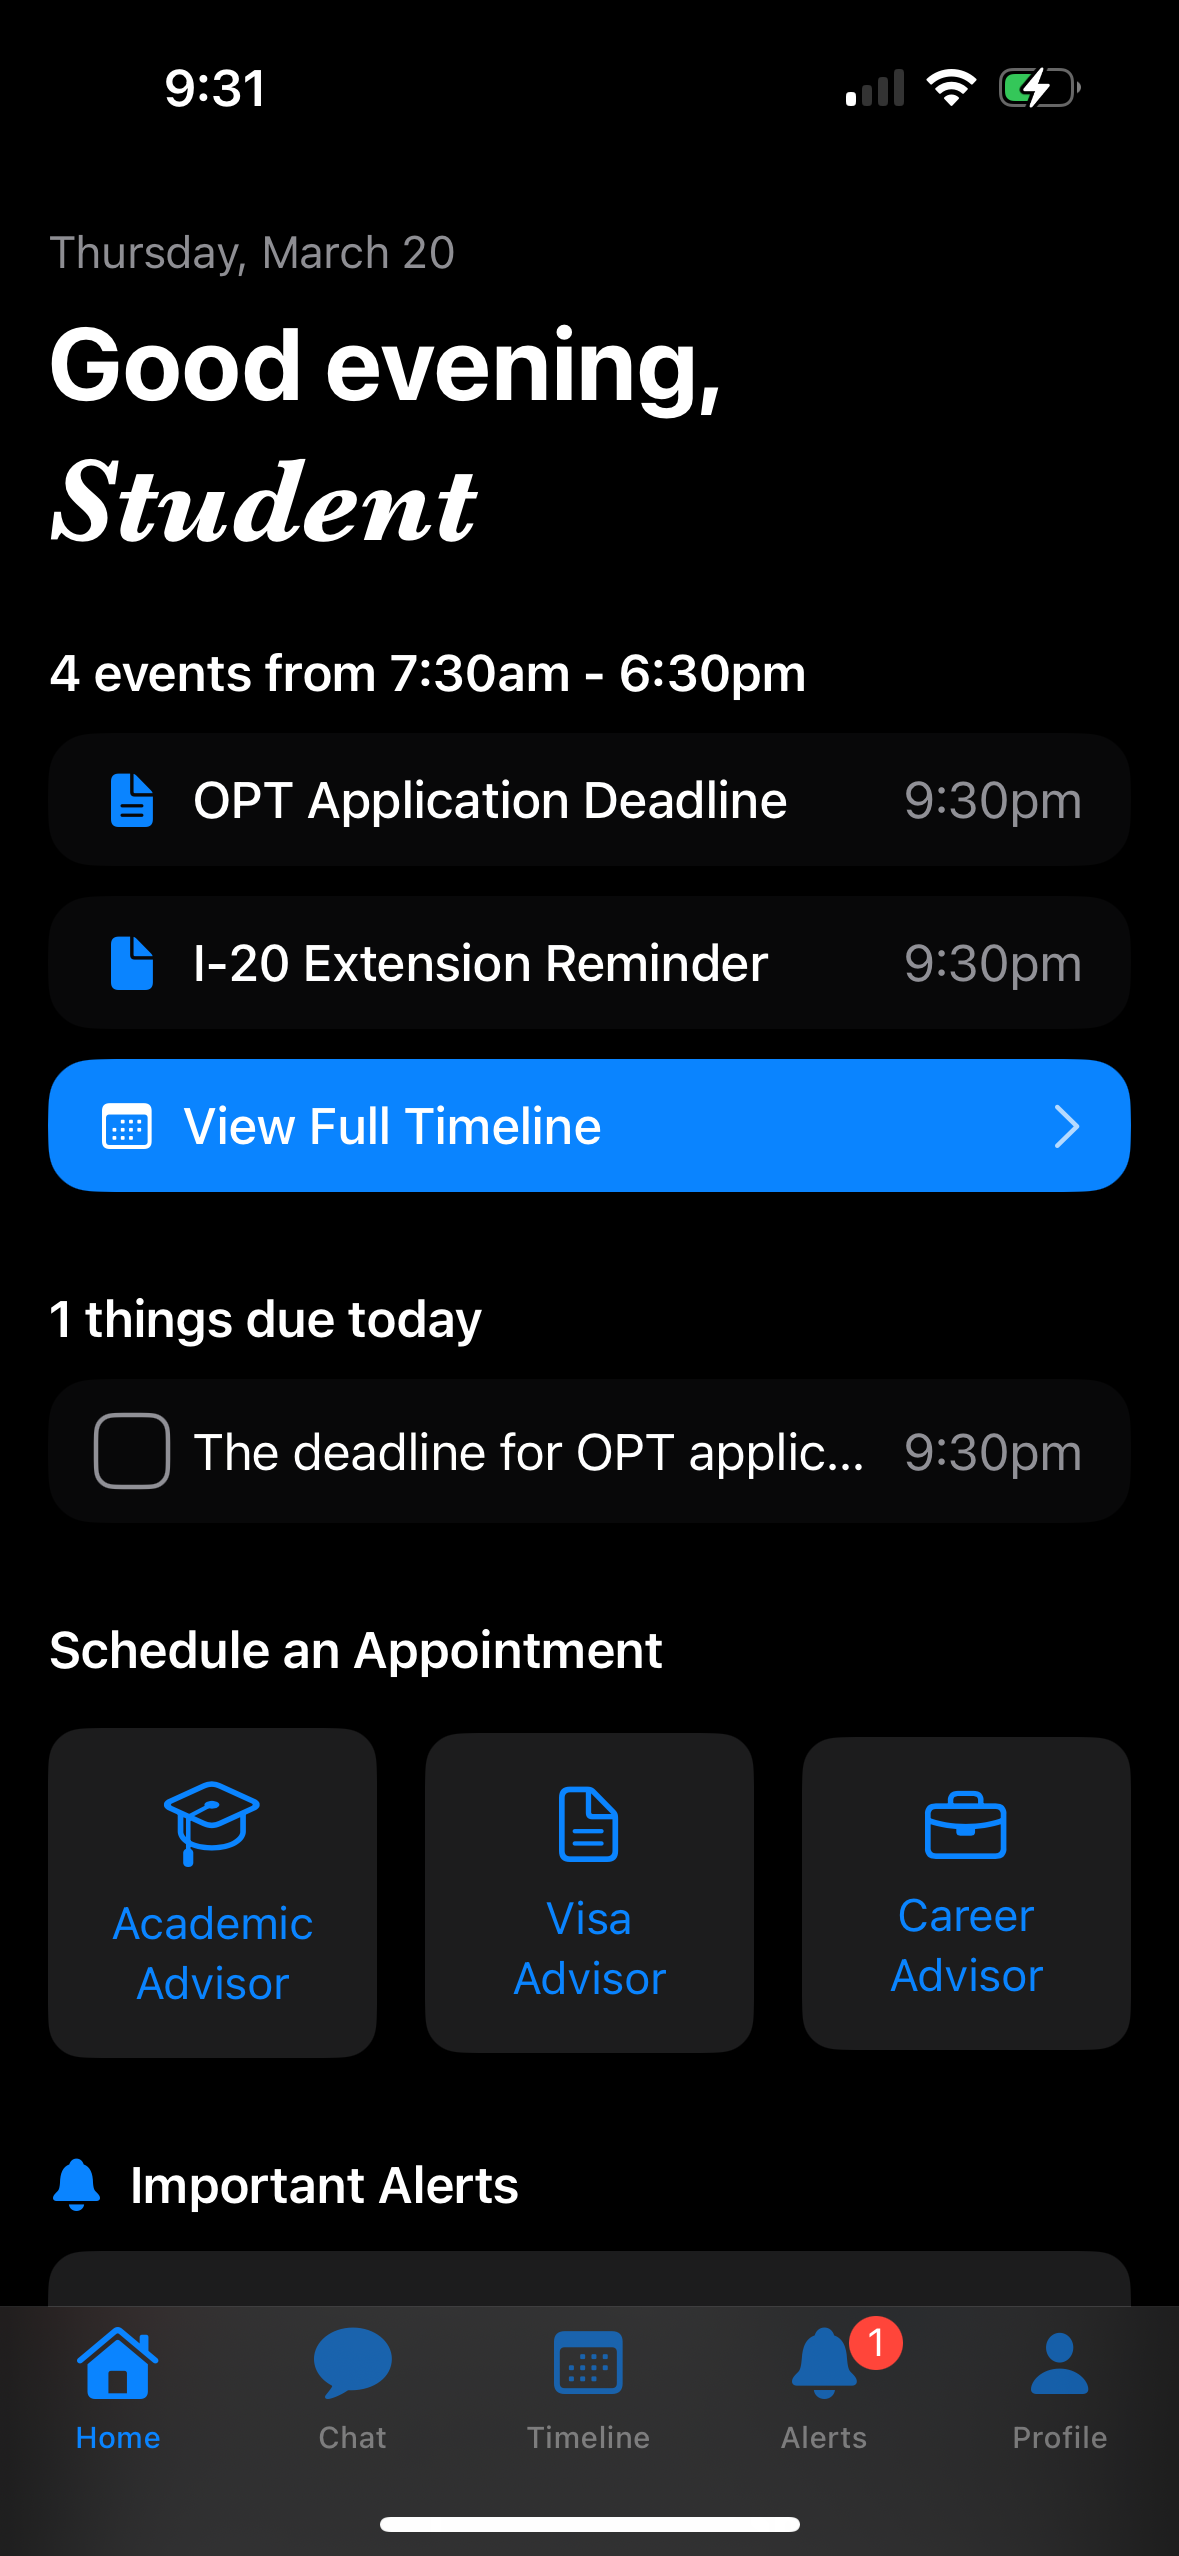 9:31
Thursday, March 20
Good evening,
Student
4 events from 7:30am - 6:30pm
OPT Application Deadline 9:30pm
I-20 Extension Reminder 9:30pm
View Full Timeline
1 things due today
The deadline for OPT applic... 9:30pm
Schedule an Appointment
Academic
Advisor
Visa
Advisor
Career
Advisor
Important Alerts
1
Home Chat Timeline Alerts Profile